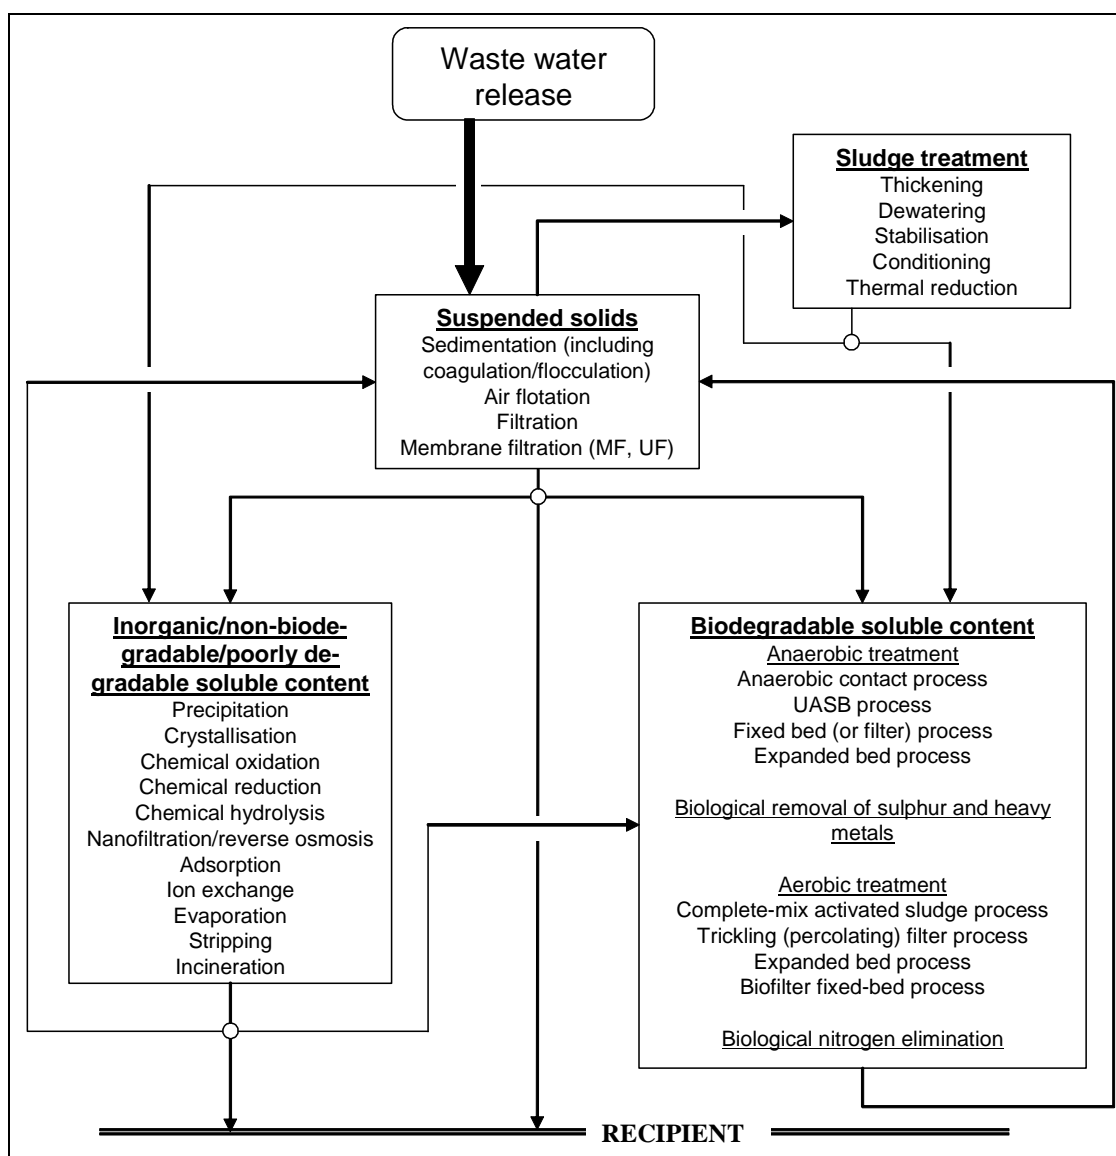 Waste water
release
Sludge treatment
Thickening
Dewatering
Stabilisation
Conditioning
Thermal reduction
Suspended solids
Sedimentation (including
coagulation/flocculation)
Air flotation
Filtration
Membrane filtration (MF, UF)
Inorganic/non-biode-
gradable/poorly de-
gradable soluble content
Precipitation
Crystallisation
Chemical oxidation
Chemical reduction
Chemical hydrolysis
Nanofiltration/reverse osmosis
Adsorption
Ion exchange
Evaporation
Stripping
Incineration
Biodegradable soluble content
Anaerobic treatment
Anaerobic contact process
UASB process
Fixed bed (or filter) process
Expanded bed process
Biological removal of sulphur and heavy
metals
Aerobic treatment
Complete-mix activated sludge process
Trickling (percolating) filter process
Expanded bed process
Biofilter fixed-bed process
Biological nitrogen elimination
RECIPIENT